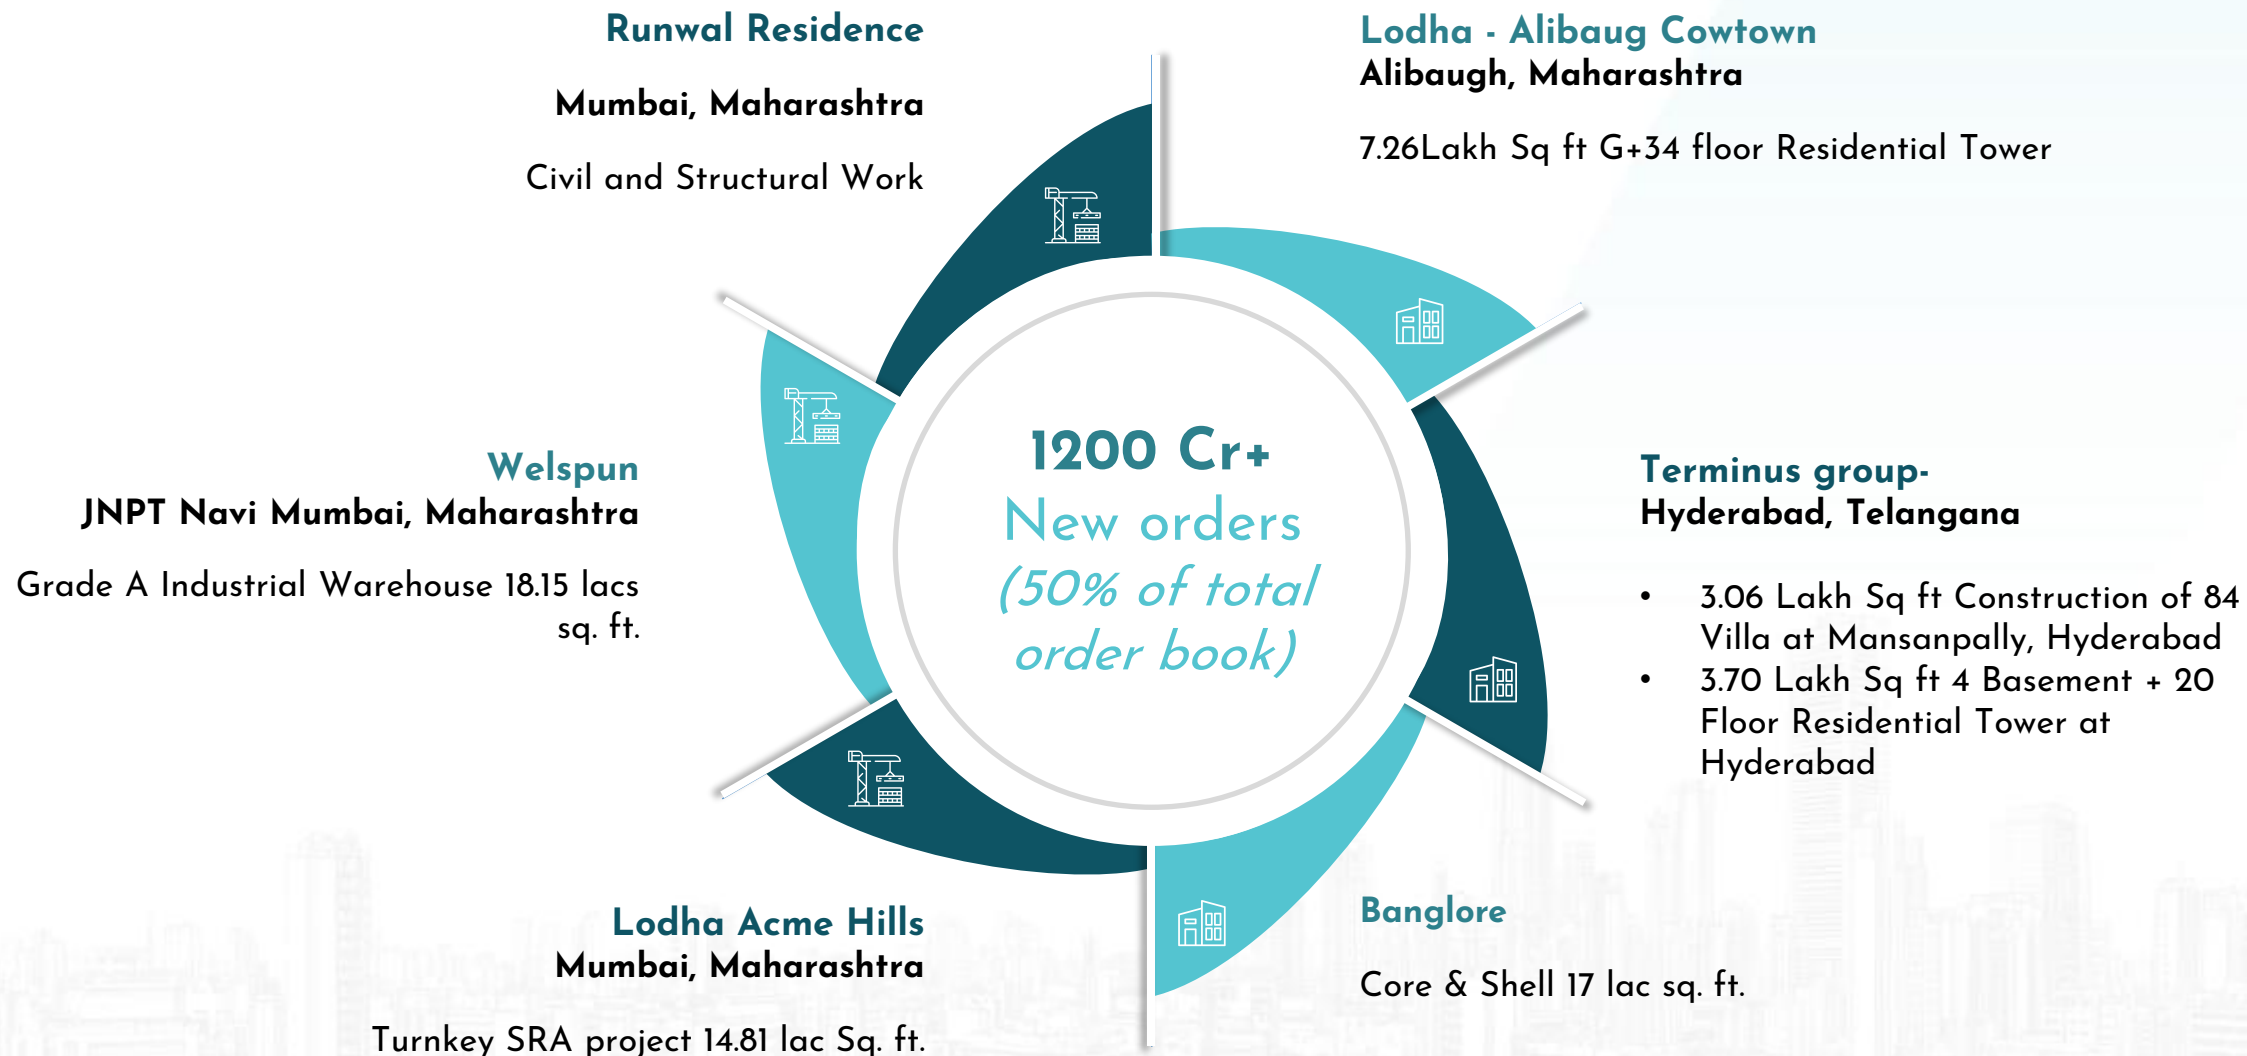 Runwal Residence
Mumbai, Maharashtra
Civil and Structural Work
Lodha - Alibaug Cowtown
Alibaugh, Maharashtra
7.26Lakh Sq ft G+34 floor Residential Tower
Welspun
JNPT Navi Mumbai, Maharashtra
Grade A Industrial Warehouse 18.15 lacs
sq. ft.
1200 Cr+
New orders
(50% of total
order book)
Terminus group-
Hyderabad, Telangana
• 3.06 Lakh Sq ft Construction of 84
Villa at Mansanpally, Hyderabad
• 3.70 Lakh Sq ft 4 Basement + 20
Floor Residential Tower at
Hyderabad
Lodha Acme Hills
Mumbai, Maharashtra
Turnkey SRA project 14.81 lac Sq. ft.
Banglore
Core & Shell 17 lac sq. ft.